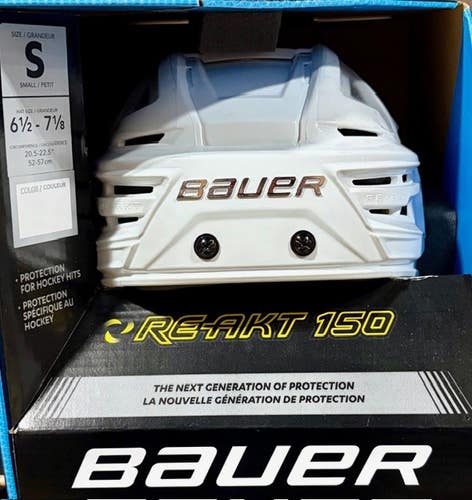 SIZE / GRANDEUR
S
SMALL / PETIT
HAT SIZE / GRANDEUR
6½ - 7⅛
CIRCUMFERENCE / CIRCONFÉRENCE
20.5-22.5"
52-57cm
COLOR / COULEUR
• PROTECTION
FOR HOCKEY HITS
• PROTECTION
SPÉCIFIQUE AU
HOCKEY
BAUER
RE-AKT 150
THE NEXT GENERATION OF PROTECTION
LA NOUVELLE GÉNÉRATION DE PROTECTION
BAUER